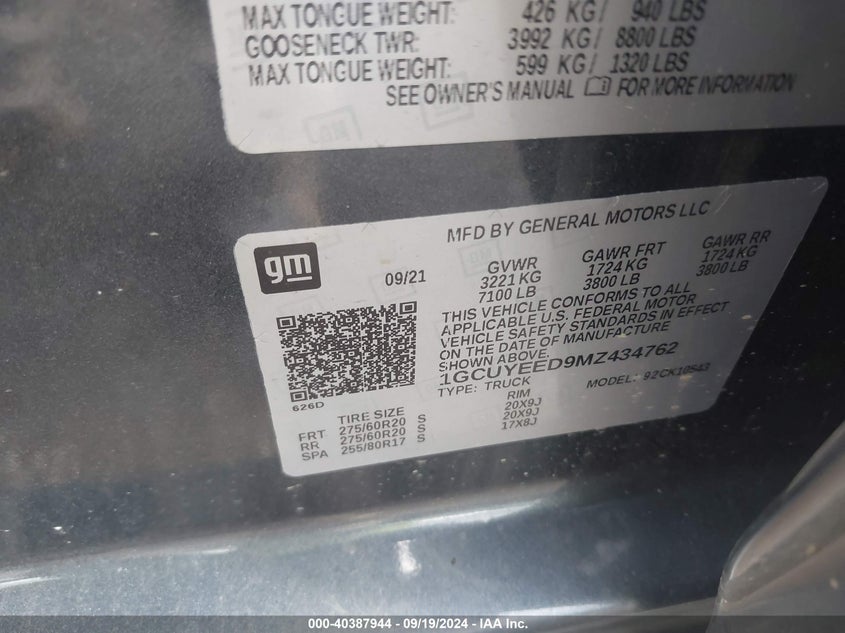 MAX TONGUE WEIGHT: 426 KG/ 940 LBS
GOOSENECK TWR: 3992 KG/ 8800 LBS
MAX TONGUE WEIGHT: 599 KG/ 1320 LBS
SEE OWNER'S MANUAL FOR MORE INFORMATION
MFD BY GENERAL MOTORS LLC
gm
09/21
GVWR GAWR FRT GAWR RR
3221 KG 1724 KG 1724 KG
7100 LB 3800 LB 3800 LB
THIS VEHICLE CONFORMS TO ALL
APPLICABLE U.S. FEDERAL MOTOR
VEHICLE SAFETY STANDARDS IN EFFECT
ON THE DATE OF MANUFACTURE
SHOWN ABOVE.
1GCUYEED9MZ434762
TYPE: TRUCK MODEL: 92CK10543
626D
TIRE SIZE RIM
FRT 275/60R20 S 20X9J
RR 275/60R20 S 20X9J
SPA 255/80R17 S 17X8J
000-40387944 - 09/19/2024 - IAA Inc.